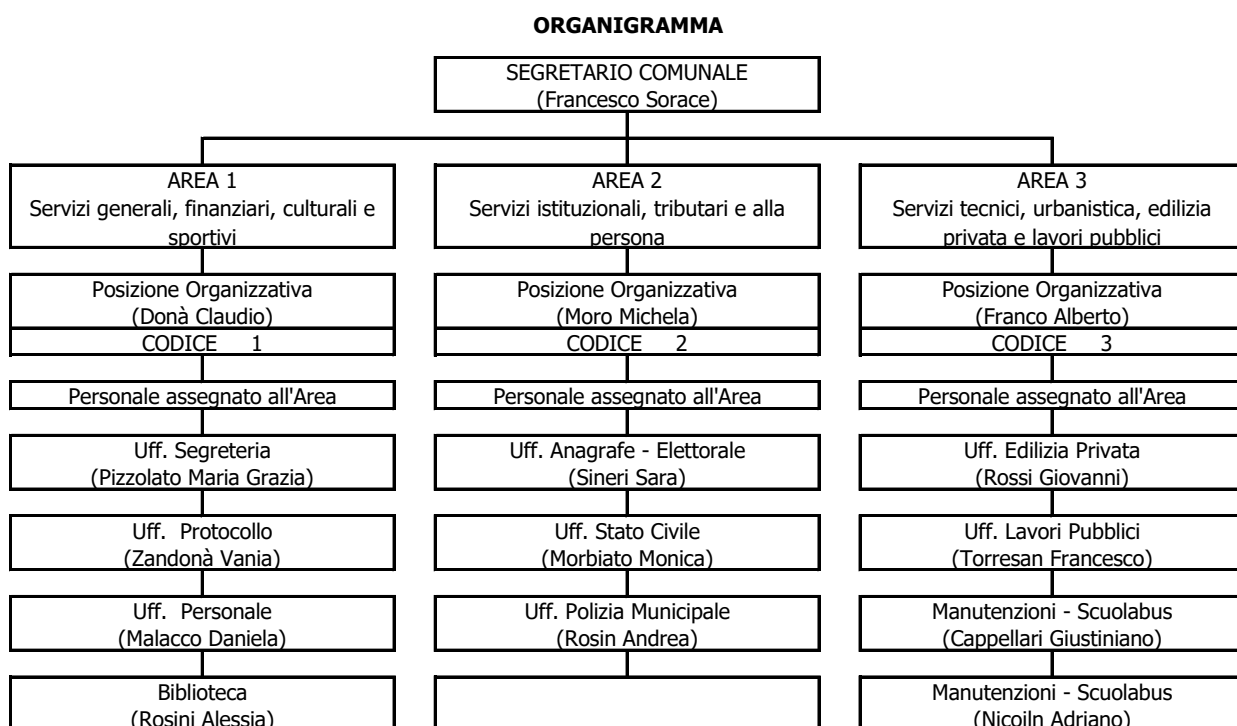 ORGANIGRAMMA
SEGRETARIO COMUNALE
(Francesco Sorace)
AREA 1
Servizi generali, finanziari, culturali e
sportivi
AREA 2
Servizi istituzionali, tributari e alla
persona
AREA 3
Servizi tecnici, urbanistica, edilizia
privata e lavori pubblici
Posizione Organizzativa
(Donà Claudio)
CODICE 1
Posizione Organizzativa
(Moro Michela)
CODICE 2
Posizione Organizzativa
(Franco Alberto)
CODICE 3
Personale assegnato all'Area
Personale assegnato all'Area
Personale assegnato all'Area
Uff. Segreteria
(Pizzolato Maria Grazia)
Uff. Anagrafe - Elettorale
(Sineri Sara)
Uff. Edilizia Privata
(Rossi Giovanni)
Uff. Protocollo
(Zandonà Vania)
Uff. Stato Civile
(Morbiato Monica)
Uff. Lavori Pubblici
(Torresan Francesco)
Uff. Personale
(Malacco Daniela)
Uff. Polizia Municipale
(Rosin Andrea)
Manutenzioni - Scuolabus
(Cappellari Giustiniano)
Biblioteca
(Rosini Alessia)
Manutenzioni - Scuolabus
(Nicoiln Adriano)